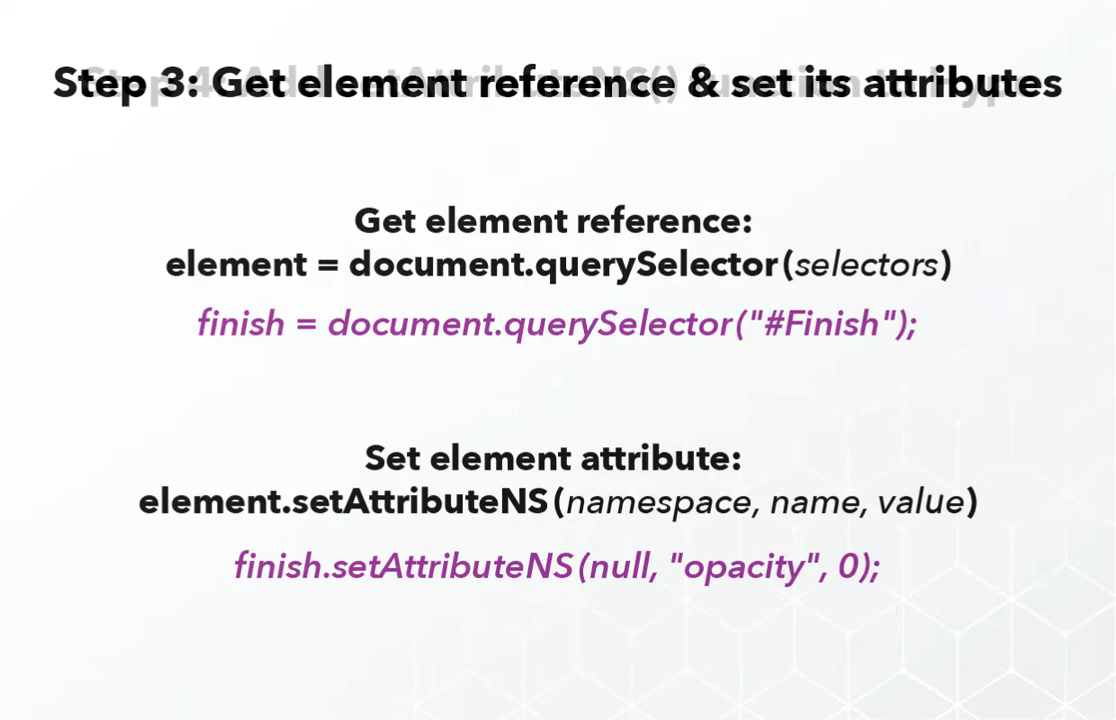 Step 3: Get element reference & set its attributes
Get element reference:
element = document.querySelector(selectors)
finish = document.querySelector("#Finish");
Set element attribute:
element.setAttributeNS(namespace, name, value)
finish.setAttributeNS(null, "opacity", 0);